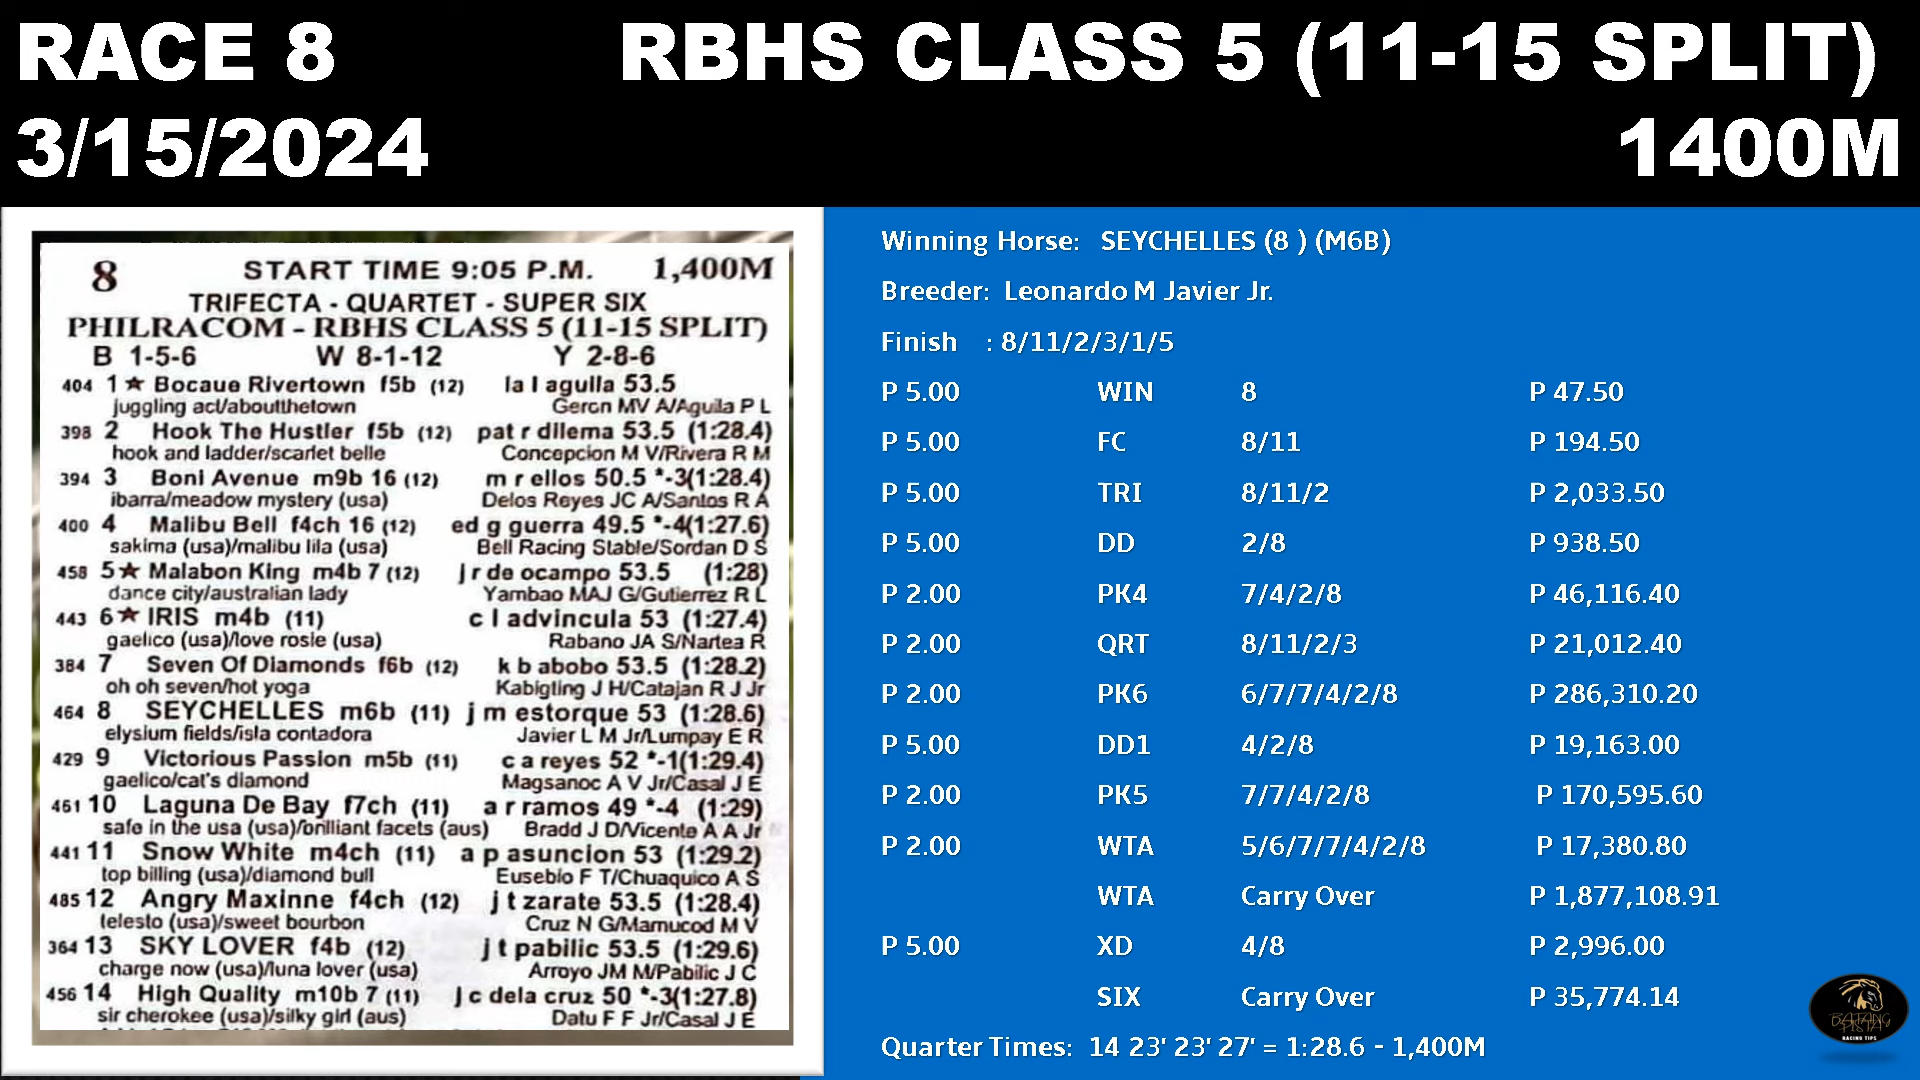 RACE 8 RBHS CLASS 5 (11-15 SPLIT)
3/15/2024 1400M
8 START TIME 9:05 P.M. 1,400M
TRIFECTA - QUARTET - SUPER SIX
PHILRACOM - RBHS CLASS 5 (11-15 SPLIT)
B 1-5-6 W 8-1-12 Y 2-8-6
404 1★ Bocaue Rivertown f5b (12) la l aguila 53.5
juggling act/aboutthetown Geron MV A/Aguila P L
398 2 Hook The Hustler f5b (12) pat r dilema 53.5 (1:28.4)
hook and ladder/scarlet belle Concepcion M V/Rivera R M
394 3 Boni Avenue m9b 16 (12) m r ellos 50.5 *-3(1:28.4)
ibarra/meadow mystery (usa) Delos Reyes JC A/Santos R A
400 4 Malibu Bell f4ch 16 (12) ed g guerra 49.5 *-4(1:27.6)
sakima (usa)/malibu lila (usa) Bell Racing Stable/Sordan D S
458 5★ Malabon King m4b 7 (12) j r de ocampo 53.5 (1:28)
dance city/australian lady Yambao MAJ G/Gutierrez R L
443 6★ IRIS m4b (11) c l advincula 53 (1:27.4)
gaelico (usa)/love rosie (usa) Rabano JA S/Nartea R
384 7 Seven Of Diamonds f6b (12) k b abobo 53.5 (1:28.2)
oh oh seven/hot yoga Kabigting J H/Catajan R J Jr
464 8 SEYCHELLES m6b (11) j m estorque 53 (1:28.6)
elysium fields/isla contadora Javier L M Jr/Lumpay E R
429 9 Victorious Passion m5b (11) c a reyes 52 *-1(1:29.4)
gaelico/cat's diamond Magsanoc A V Jr/Casal J E
461 10 Laguna De Bay f7ch (11) a r ramos 49 *-4 (1:29)
safe in the usa (usa)/brilliant facets (aus) Bradd J D/Vicente A A Jr
441 11 Snow White m4ch (11) a p asuncion 53 (1:29.2)
top billing (usa)/diamond bull Eusebio F T/Chuaquico A S
485 12 Angry Maxinne f4ch (12) j t zarate 53.5 (1:28.4)
telesto (usa)/sweet bourbon Cruz N G/Mamucod M V
364 13 SKY LOVER f4b (12) j t pabilic 53.5 (1:29.6)
charge now (usa)/luna lover (usa) Arroyo JM M/Pabilic J C
456 14 High Quality m10b 7 (11) j c dela cruz 50 *-3(1:27.8)
sir cherokee (usa)/silky girl (aus) Datu F F Jr/Casal J E
Winning Horse: SEYCHELLES (8 ) (M6B)
Breeder: Leonardo M Javier Jr.
Finish : 8/11/2/3/1/5
P 5.00 WIN 8 P 47.50
P 5.00 FC 8/11 P 194.50
P 5.00 TRI 8/11/2 P 2,033.50
P 5.00 DD 2/8 P 938.50
P 2.00 PK4 7/4/2/8 P 46,116.40
P 2.00 QRT 8/11/2/3 P 21,012.40
P 2.00 PK6 6/7/7/4/2/8 P 286,310.20
P 5.00 DD1 4/2/8 P 19,163.00
P 2.00 PK5 7/7/4/2/8 P 170,595.60
P 2.00 WTA 5/6/7/7/4/2/8 P 17,380.80
WTA Carry Over P 1,877,108.91
P 5.00 XD 4/8 P 2,996.00
SIX Carry Over P 35,774.14
Quarter Times: 14 23' 23' 27' = 1:28.6 - 1,400M
BATANG
PISTA
RACING TIPS